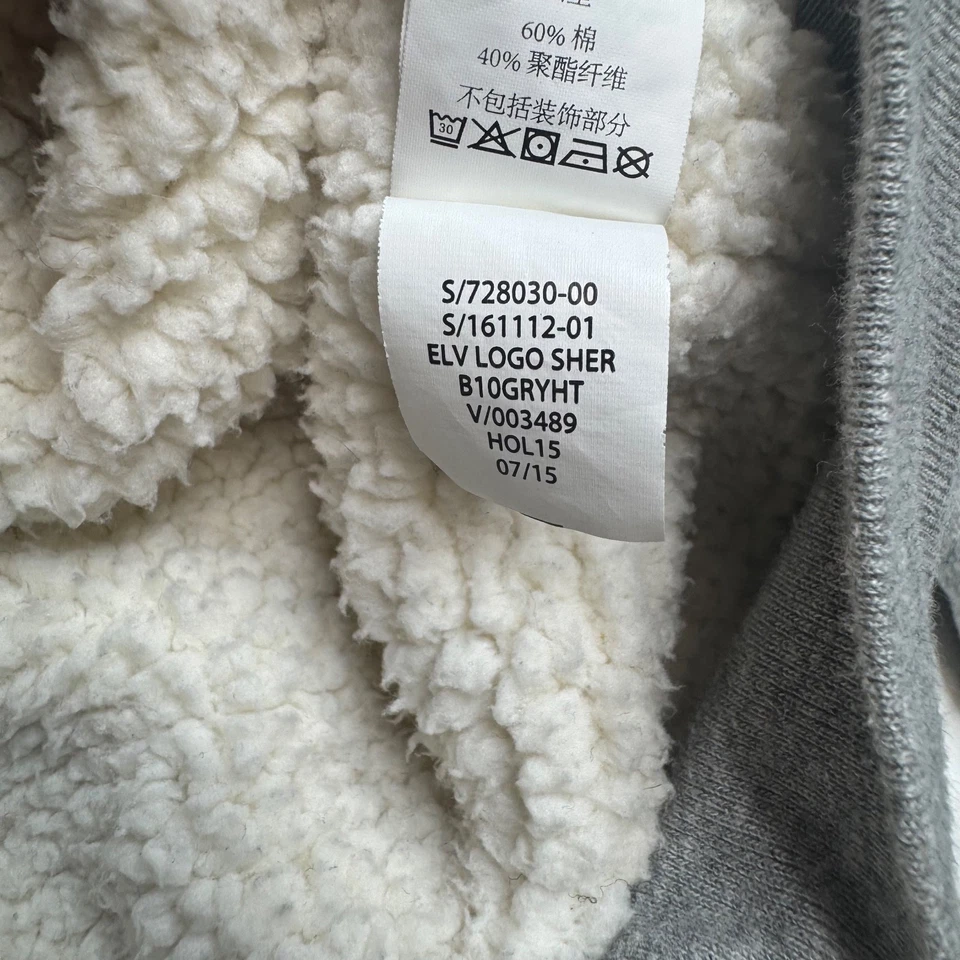 60% 棉
40% 聚酯纤维
不包括装饰部分
30
S/728030-00
S/161112-01
ELV LOGO SHER
B10GRYHT
V/003489
HOL15
07/15